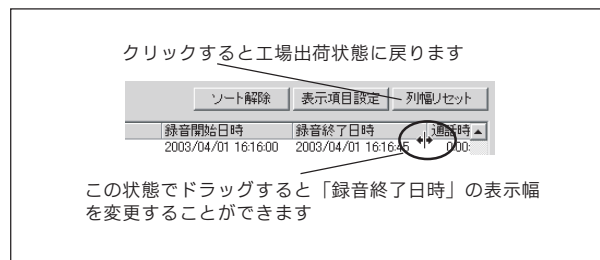 クリックすると工場出荷状態に戻ります
ソート解除 表示項目設定 列幅リセット
録音開始日時 録音終了日時 通話時
2003/04/01 16:16:00 2003/04/01 16:16:45 0:00:
この状態でドラッグすると「録音終了日時」の表示幅
を変更することができます